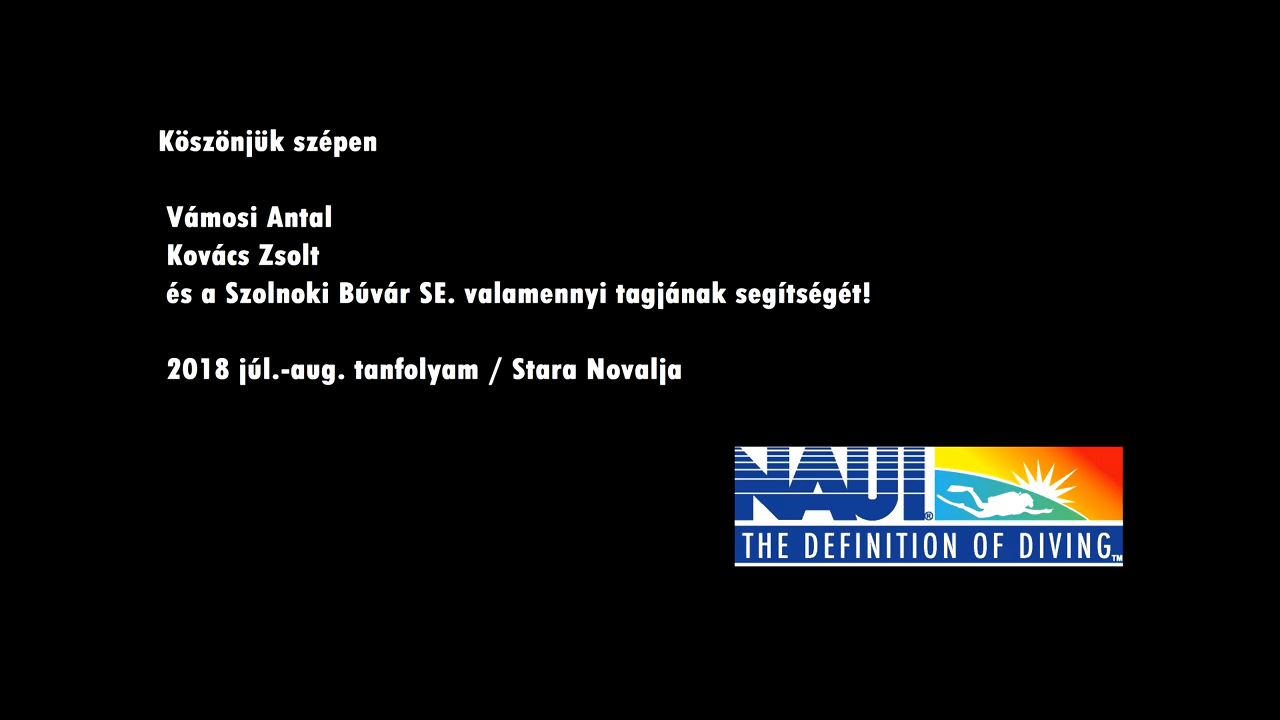 Köszönjük szépen
Vámosi Antal
Kovács Zsolt
és a Szolnoki Búvár SE. valamennyi tagjának segítségét!
2018 júl.-aug. tanfolyam / Stara Novalja
NAUI®
THE DEFINITION OF DIVING™